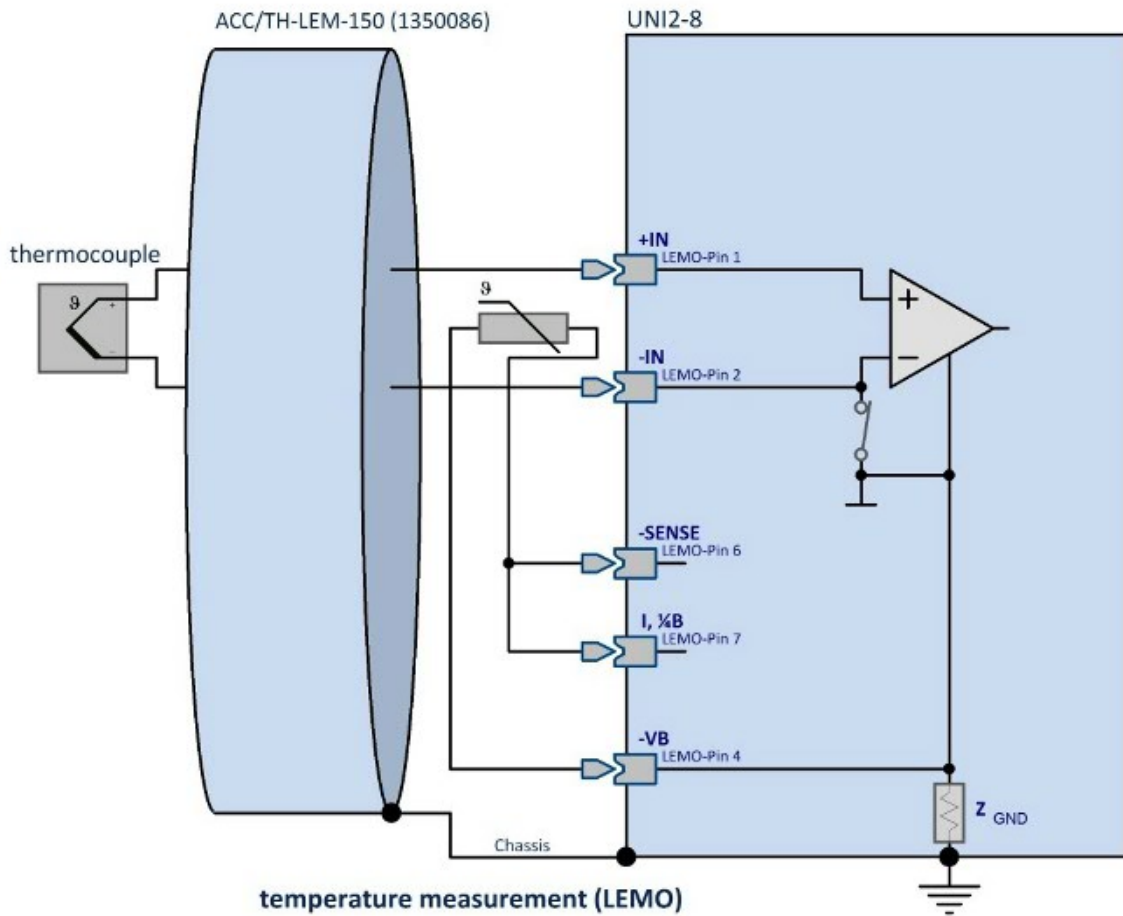 ACC/TH-LEM-150 (1350086)
UNI2-8
thermocouple
ϑ
+
-
+IN
LEMO-Pin 1
ϑ
-IN
LEMO-Pin 2
+
−
-SENSE
LEMO-Pin 6
I, ¼B
LEMO-Pin 7
-VB
LEMO-Pin 4
Z GND
Chassis
temperature measurement (LEMO)